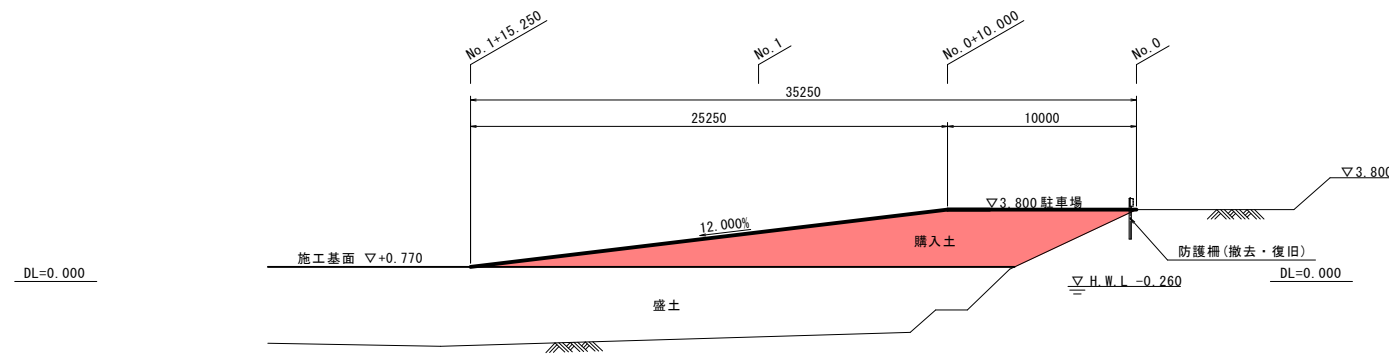 No.1+15.250
No.1
No.0+10.000
No.0
35250
25250
10000
▽3.800
▽3.800 駐車場
12.000%
購入土
施工基面 ▽+0.770
防護柵(撤去・復旧)
DL=0.000
▽ H.W.L -0.260
DL=0.000
盛土